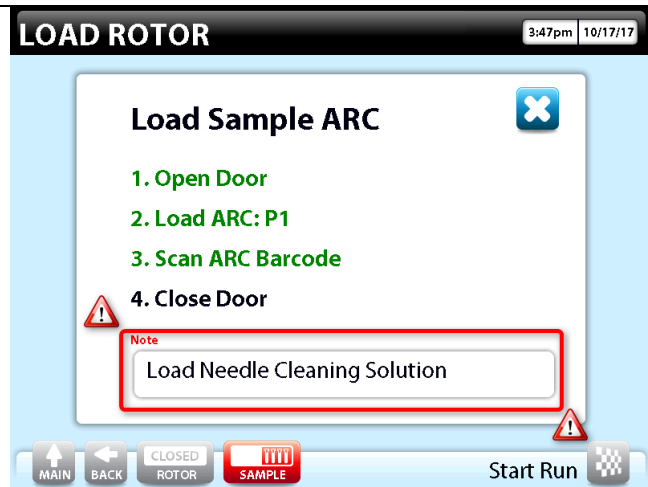 LOAD ROTOR
3:47pm 10/17/17
Load Sample ARC
1. Open Door
2. Load ARC: P1
3. Scan ARC Barcode
4. Close Door
Note
Load Needle Cleaning Solution
MAIN
BACK
CLOSED
ROTOR
SAMPLE
Start Run